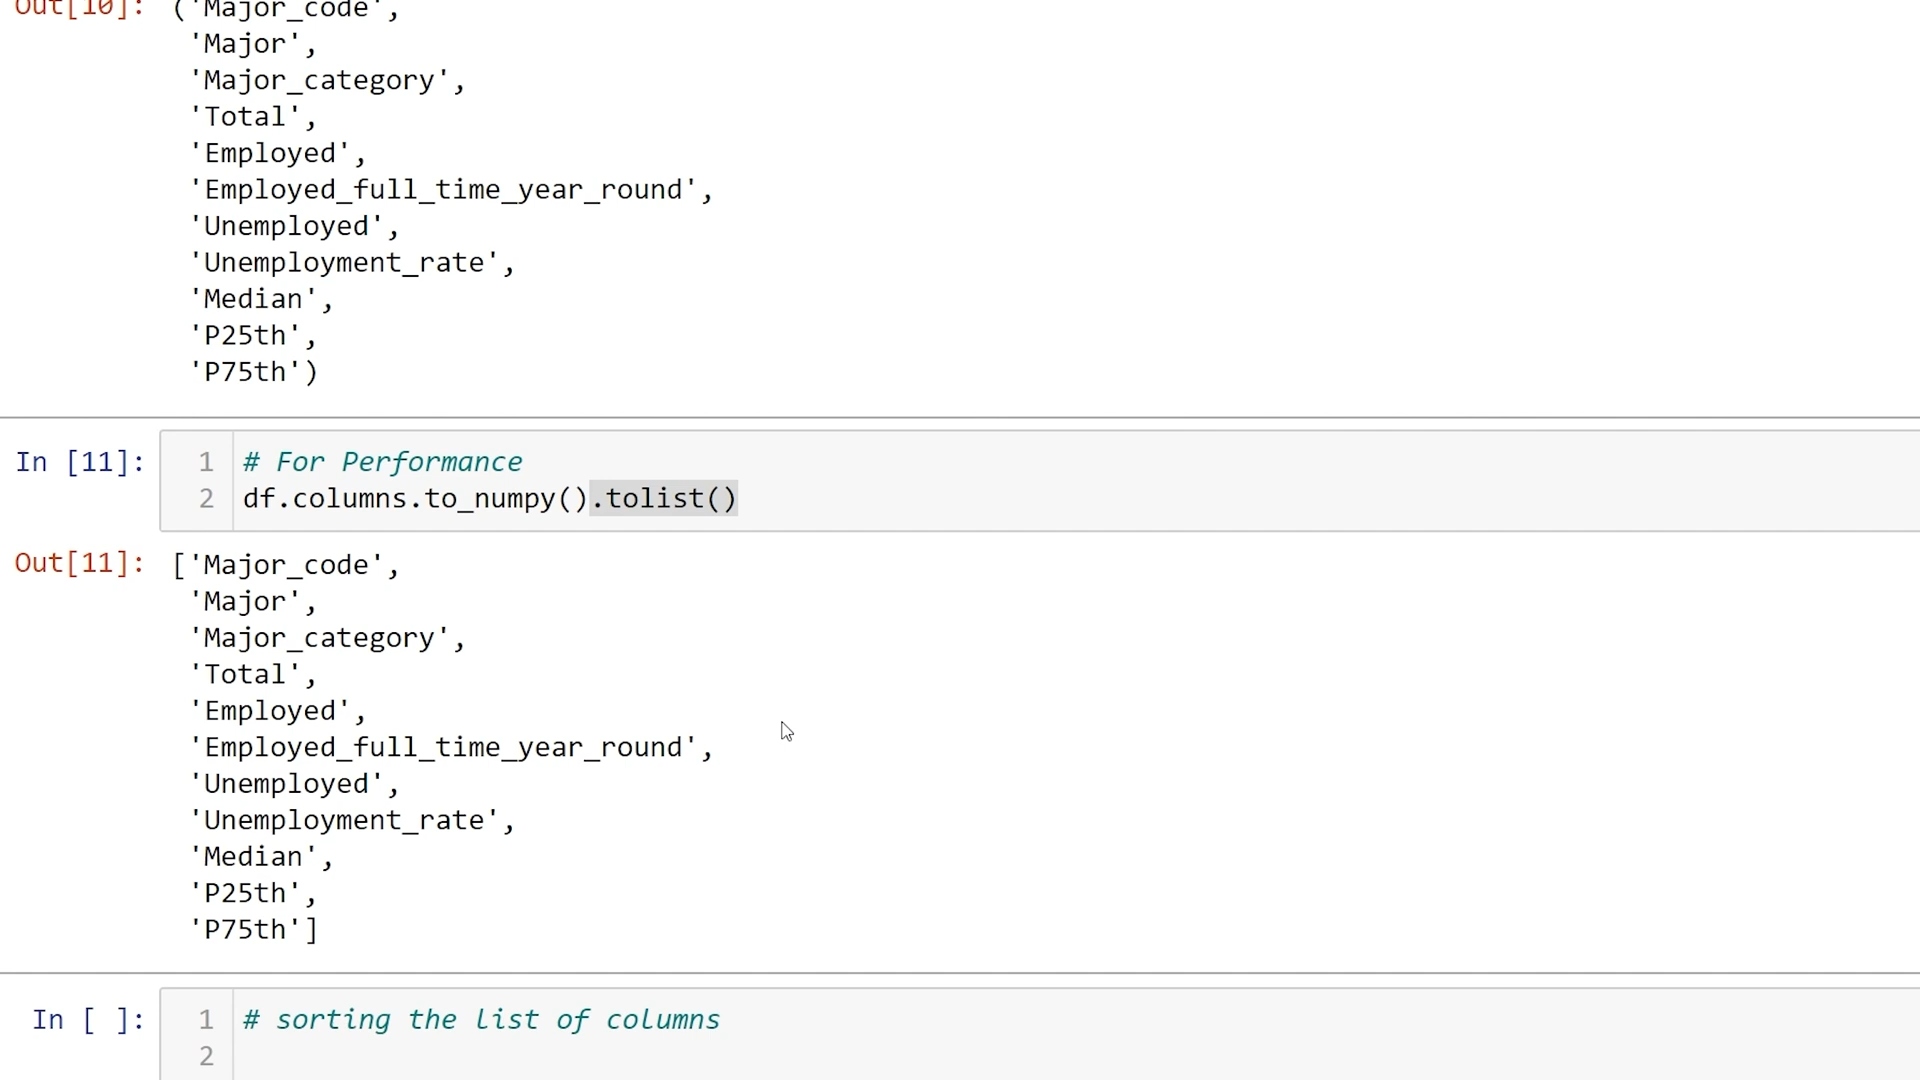 Out[10]: ('Major_code',
'Major',
'Major_category',
'Total',
'Employed',
'Employed_full_time_year_round',
'Unemployed',
'Unemployment_rate',
'Median',
'P25th',
'P75th')
In [11]: 1 # For Performance
2 df.columns.to_numpy().tolist()
Out[11]: ['Major_code',
'Major',
'Major_category',
'Total',
'Employed',
'Employed_full_time_year_round',
'Unemployed',
'Unemployment_rate',
'Median',
'P25th',
'P75th']
In [ ]: 1 # sorting the list of columns
2